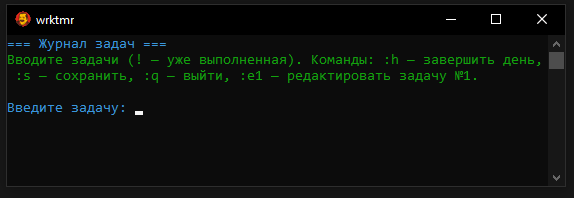 wrktmr
=== Журнал задач ===
Вводите задачи (! — уже выполненная). Команды: :h — завершить день,
:s — сохранить, :q — выйти, :e1 — редактировать задачу №1.
Введите задачу: